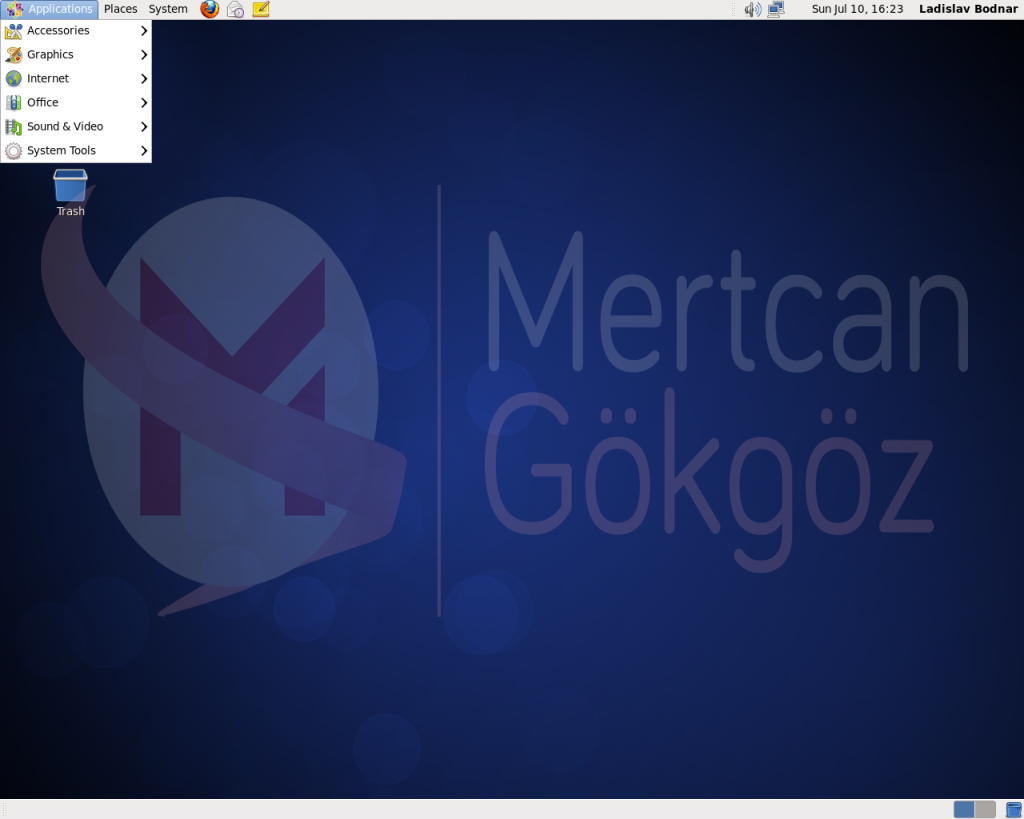 Applications Places System Sun Jul 10, 16:23 Ladislav Bodnar
Accessories
Graphics
Internet
Office
Sound & Video
System Tools
Trash
M
Mertcan
Gökgöz